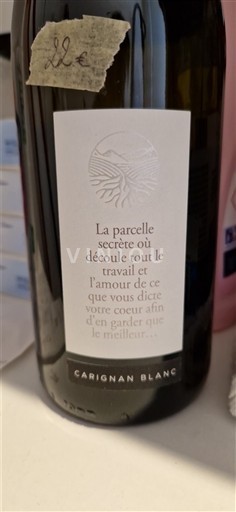 22€
La parcelle
secrète où
découle tout le
travail et
l'amour de ce
que vous dicte
votre coeur afin
d'en garder que
le meilleur...
CARIGNAN BLANC